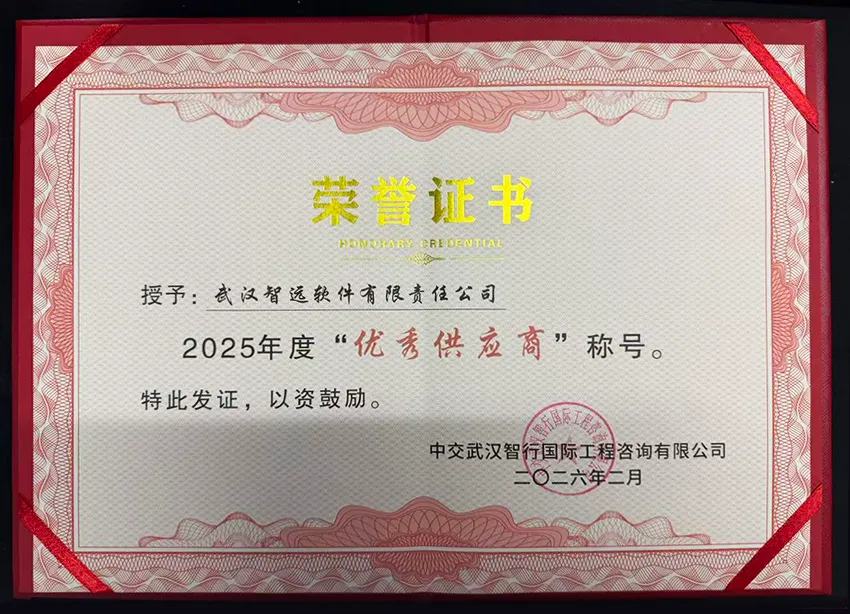 荣誉证书
HONORARY CREDENTIAL
授予：武汉智远软件有限责任公司
2025年度“优秀供应商”称号。
特此发证，以资鼓励。
中交武汉智行国际工程咨询有限公司
二〇二六年二月